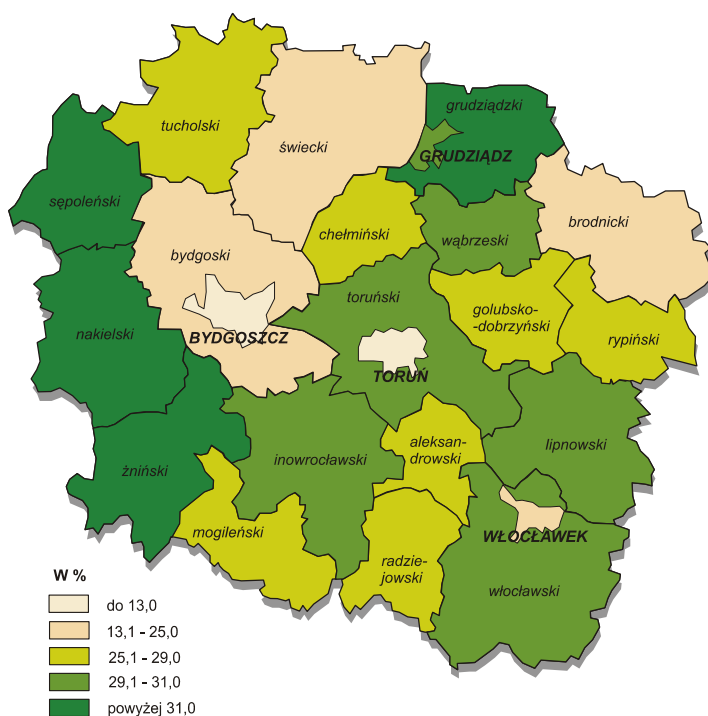 grudziądzki
tucholski
świecki
GRUDZIĄDZ
sępoleński
brodnicki
chełmiński
wąbrzeski
bydgoski
toruński
golubsko-
-dobrzyński
nakielski
BYDGOSZCZ
rypiński
TORUŃ
aleksan-
drowski
lipnowski
inowrocławski
żniński
mogileński
WŁOCŁAWEK
radzie-
jowski
włocławski
W %
do 13,0
13,1 - 25,0
25,1 - 29,0
29,1 - 31,0
powyżej 31,0